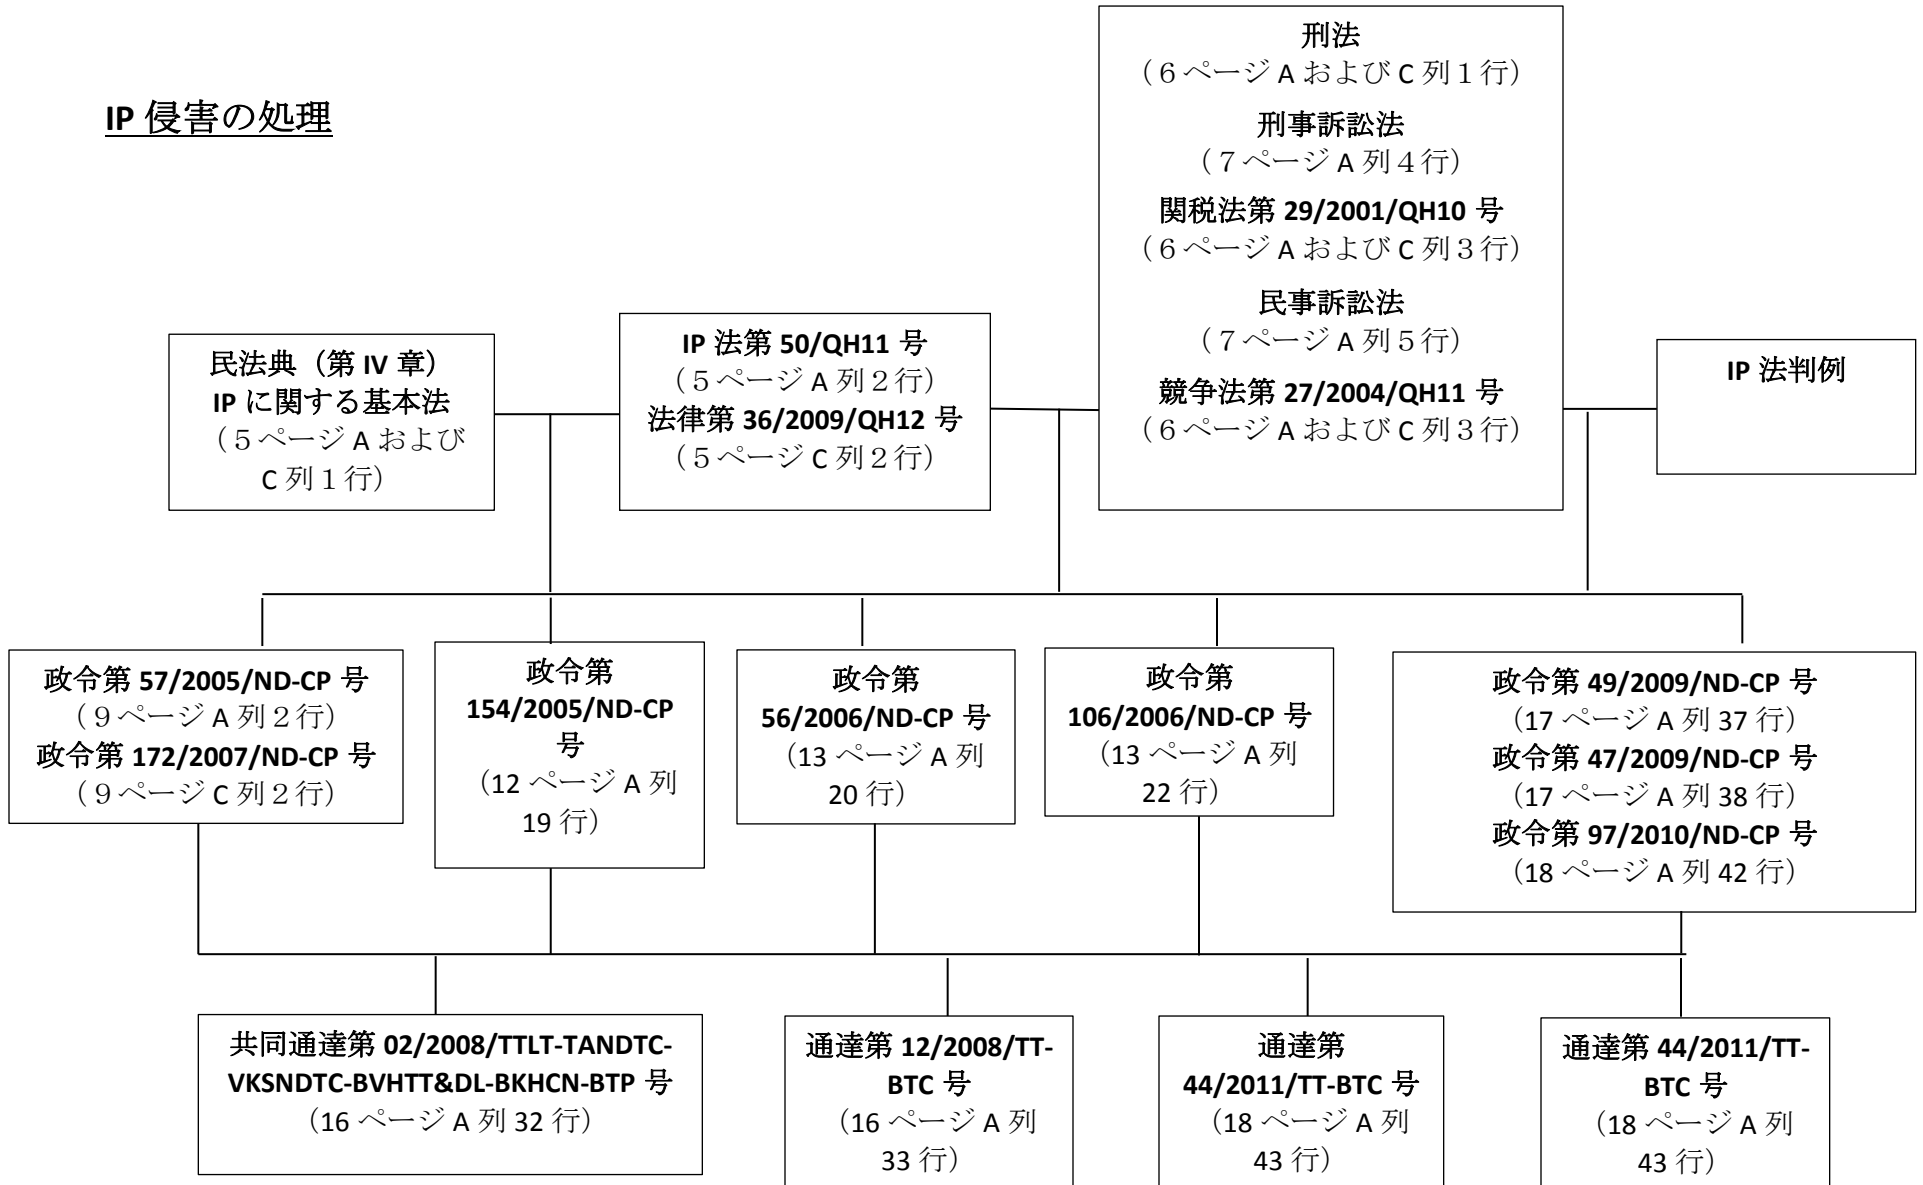 IP 侵害の処理
刑法
（６ページ A および C 列１行）
刑事訴訟法
（７ページ A 列４行）
関税法第 29/2001/QH10 号
（６ページ A および C 列３行）
民事訴訟法
（７ページ A 列５行）
競争法第 27/2004/QH11 号
（６ページ A および C 列３行）
民法典（第 IV 章）
IP に関する基本法
（５ページ A および
C 列１行）
IP 法第 50/QH11 号
（５ページ A 列２行）
法律第 36/2009/QH12 号
（５ページ C 列２行）
IP 法判例
政令第 57/2005/ND-CP 号
（９ページ A 列２行）
政令第 172/2007/ND-CP 号
（９ページ C 列２行）
政令第
154/2005/ND-CP
号
（12 ページ A 列
19 行）
政令第
56/2006/ND-CP 号
（13 ページ A 列
20 行）
政令第
106/2006/ND-CP 号
（13 ページ A 列
22 行）
政令第 49/2009/ND-CP 号
（17 ページ A 列 37 行）
政令第 47/2009/ND-CP 号
（17 ページ A 列 38 行）
政令第 97/2010/ND-CP 号
（18 ページ A 列 42 行）
共同通達第 02/2008/TTLT-TANDTC-
VKSNDTC-BVHTT&DL-BKHCN-BTP 号
（16 ページ A 列 32 行）
通達第 12/2008/TT-
BTC 号
（16 ページ A 列
33 行）
通達第
44/2011/TT-BTC 号
（18 ページ A 列
43 行）
通達第 44/2011/TT-
BTC 号
（18 ページ A 列
43 行）